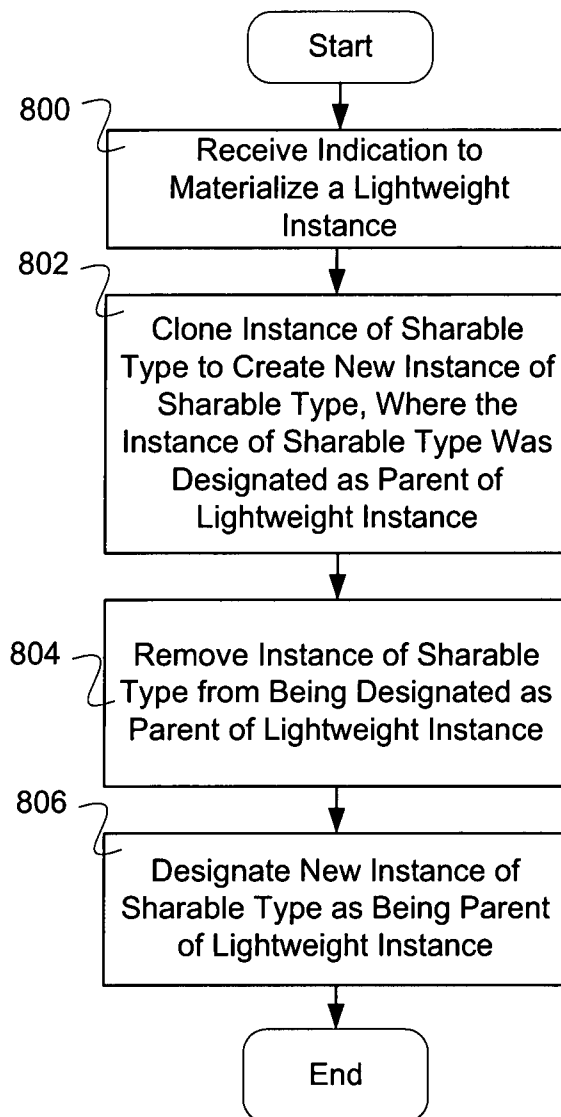 Start
800
Receive Indication to
Materialize a Lightweight
Instance
802
Clone Instance of Sharable
Type to Create New Instance of
Sharable Type, Where the
Instance of Sharable Type Was
Designated as Parent of
Lightweight Instance
804
Remove Instance of Sharable
Type from Being Designated as
Parent of Lightweight Instance
806
Designate New Instance of
Sharable Type as Being Parent
of Lightweight Instance
End